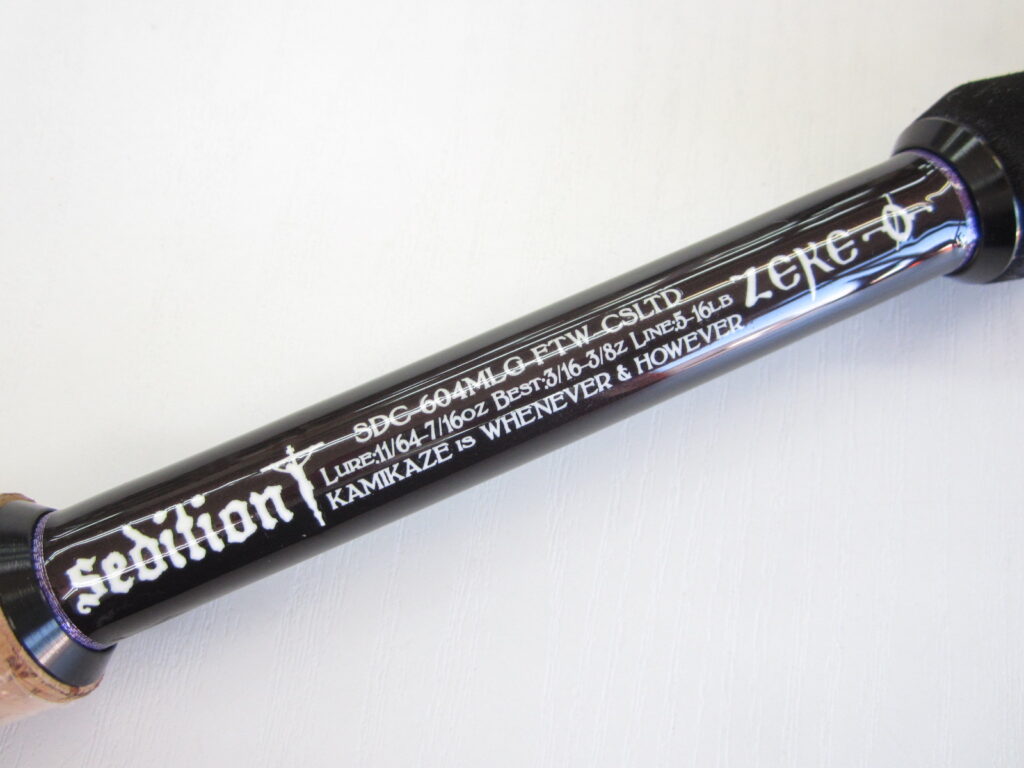 sedition
SDC-604MLG FTW CSLTD
LURE:11/64-7/16OZ BEST:3/16-3/8Z LINE:5-16LB
KAMIKAZE is WHENEVER & HOWEVER
ZEKE-0